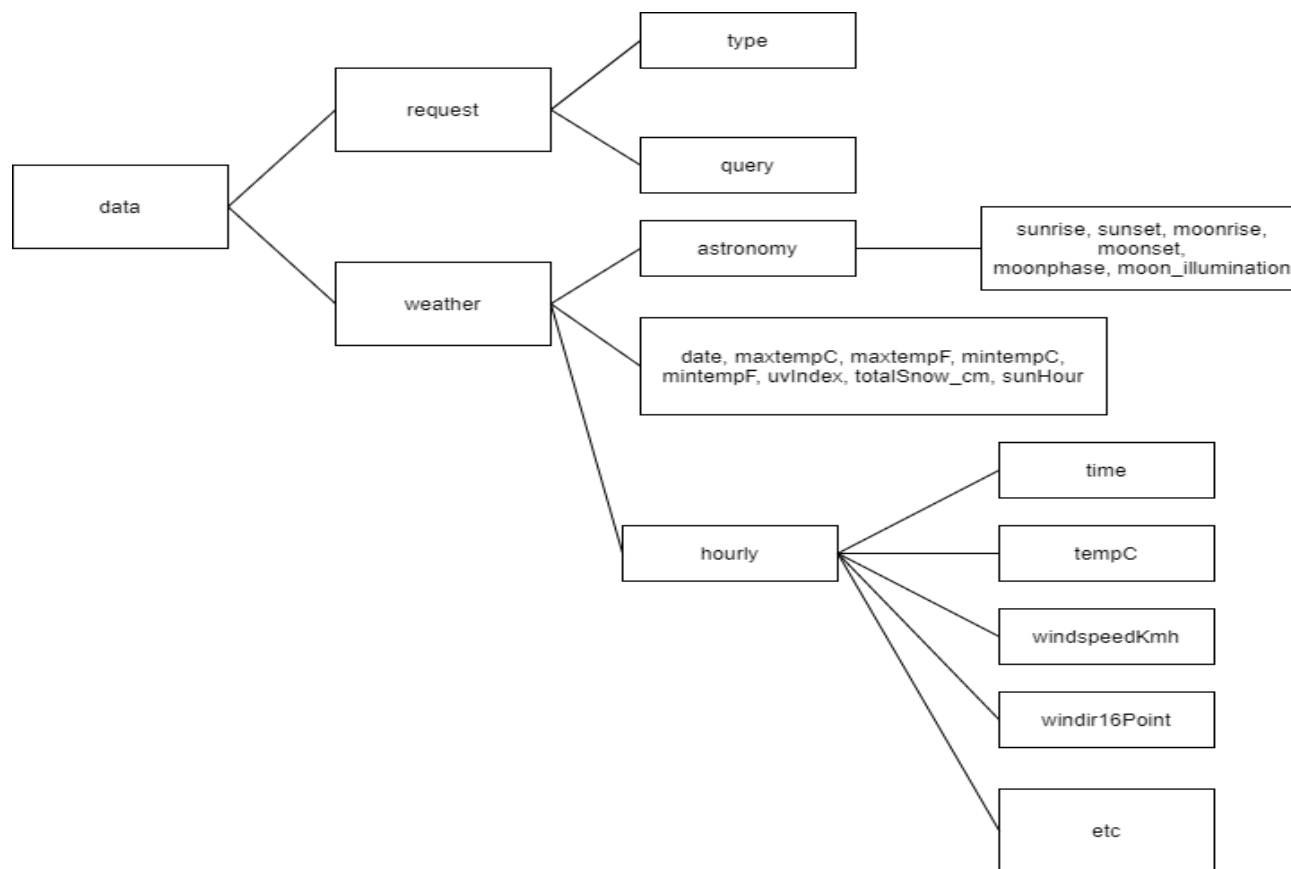 type
request
query
data
astronomy
sunrise, sunset, moonrise,
moonset,
moonphase, moon_illumination
weather
date, maxtempC, maxtempF, mintempC,
mintempF, uvIndex, totalSnow_cm, sunHour
time
hourly
tempC
windspeedKmh
windir16Point
etc